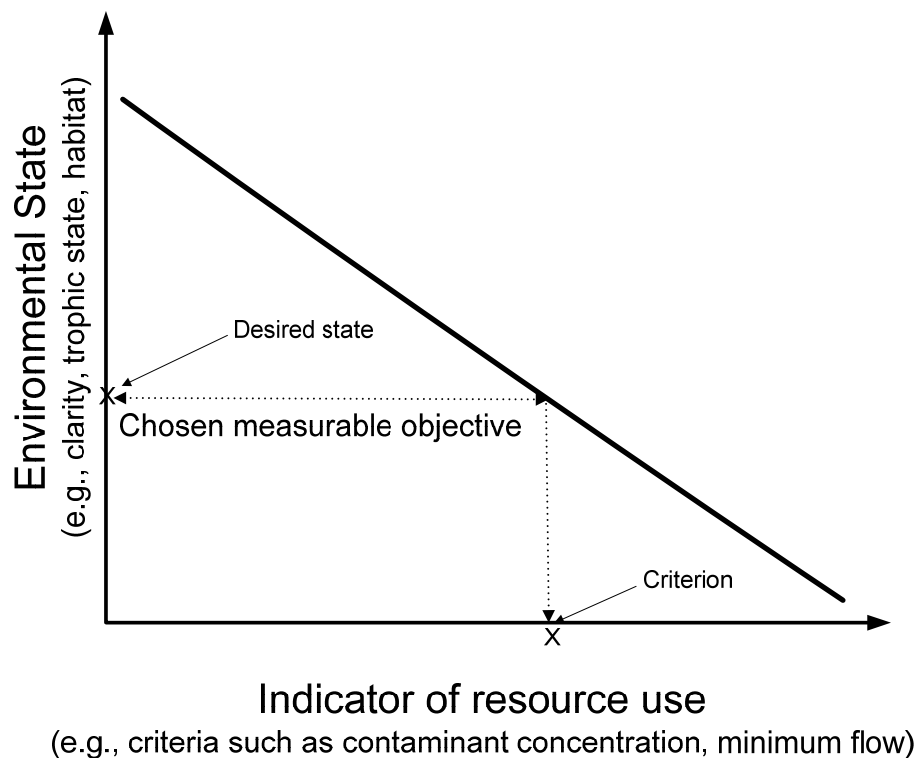 Environmental State
(e.g., clarity, trophic state, habitat)
Desired state
X
Chosen measurable objective
Criterion
X
Indicator of resource use
(e.g., criteria such as contaminant concentration, minimum flow)